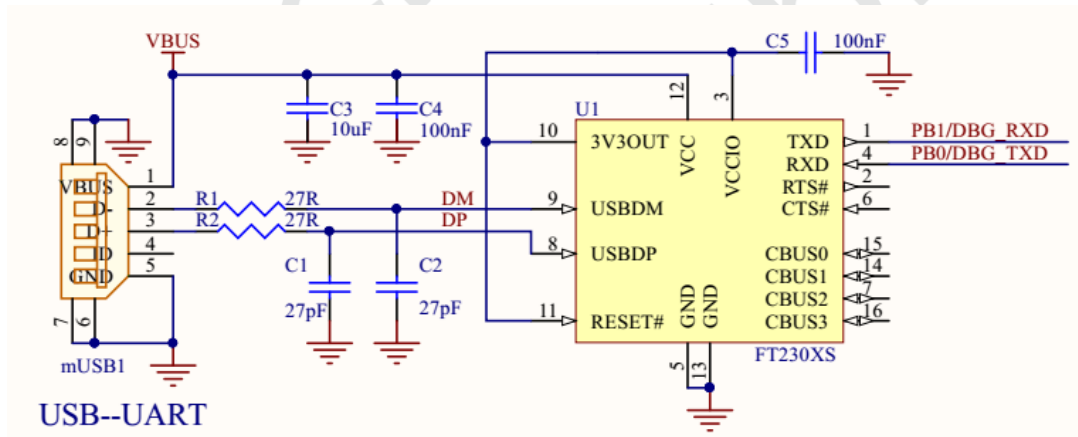 VBUS
C5 100nF
12
3
U1
C3
10uF
C4
100nF
8
9
10
3V3OUT
VCC
VCCIO
TXD
1
PB1/DBG_RXD
RXD
4
PB0/DBG_TXD
RTS#
2
CTS#
6
VBUS
1
D-
2
R1
27R
DM
9
USBDM
D+
3
R2
27R
DP
8
USBDP
ID
4
GND
5
CBUS0
15
CBUS1
14
CBUS2
7
CBUS3
16
C1
27pF
C2
27pF
11
RESET#
GND
GND
7
6
5
13
FT230XS
mUSB1
USB--UART